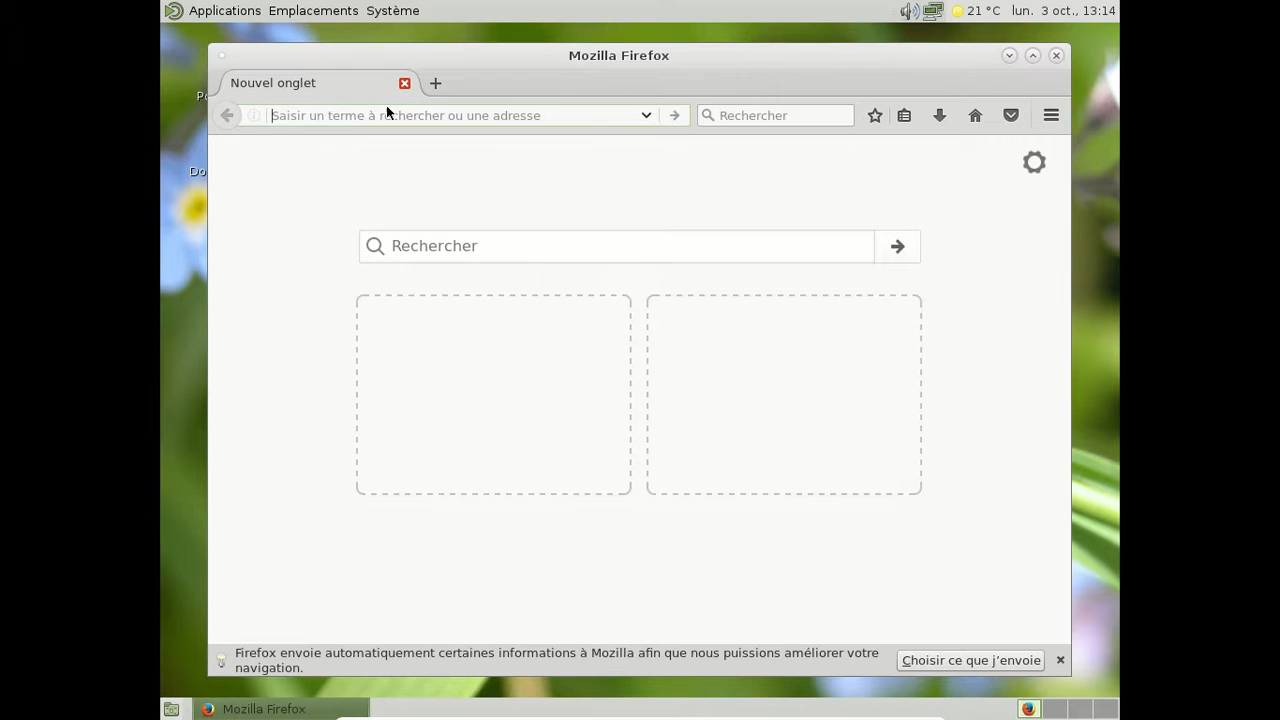 Applications Emplacements Système 21 °C lun. 3 oct., 13:14
Mozilla Firefox
Nouvel onglet
Saisir un terme à rechercher ou une adresse Rechercher
Rechercher
Firefox envoie automatiquement certaines informations à Mozilla afin que nous puissions améliorer votre
navigation.
Choisir ce que j’envoie
Mozilla Firefox